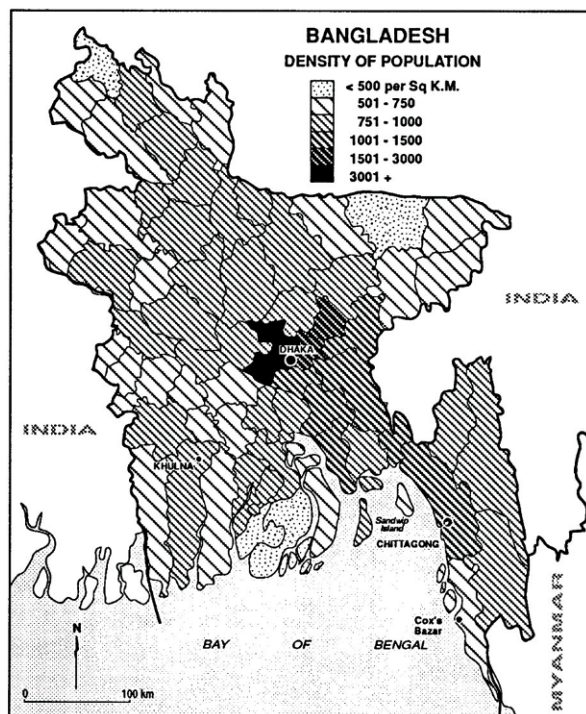 BANGLADESH
DENSITY OF POPULATION
< 500 per Sq K.M.
501 - 750
751 - 1000
1001 - 1500
1501 - 3000
3001 +
INDIA
DHAKA
INDIA
KHULNA
Sandwip
Island
CHITTAGONG
Cox's
Bazar
MYANMAR
N
BAY OF BENGAL
0 100 km